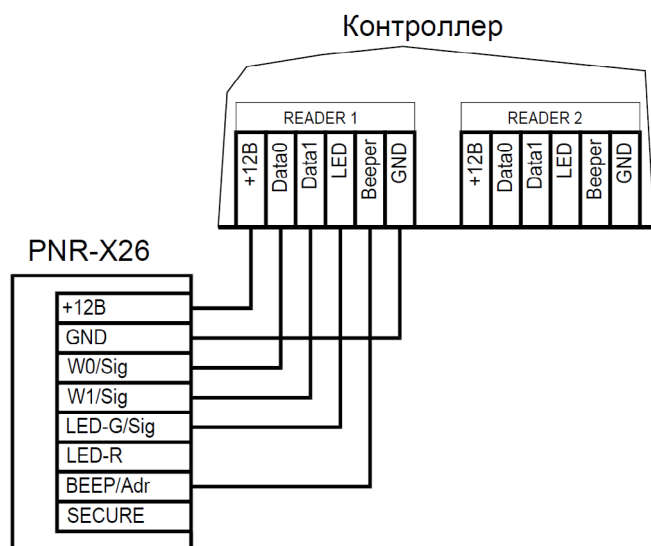 Контроллер
READER 1
READER 2
+12В
Data0
Data1
LED
Beeper
GND
+12В
Data0
Data1
LED
Beeper
GND
PNR-X26
+12В
GND
W0/Sig
W1/Sig
LED-G/Sig
LED-R
BEEP/Adr
SECURE